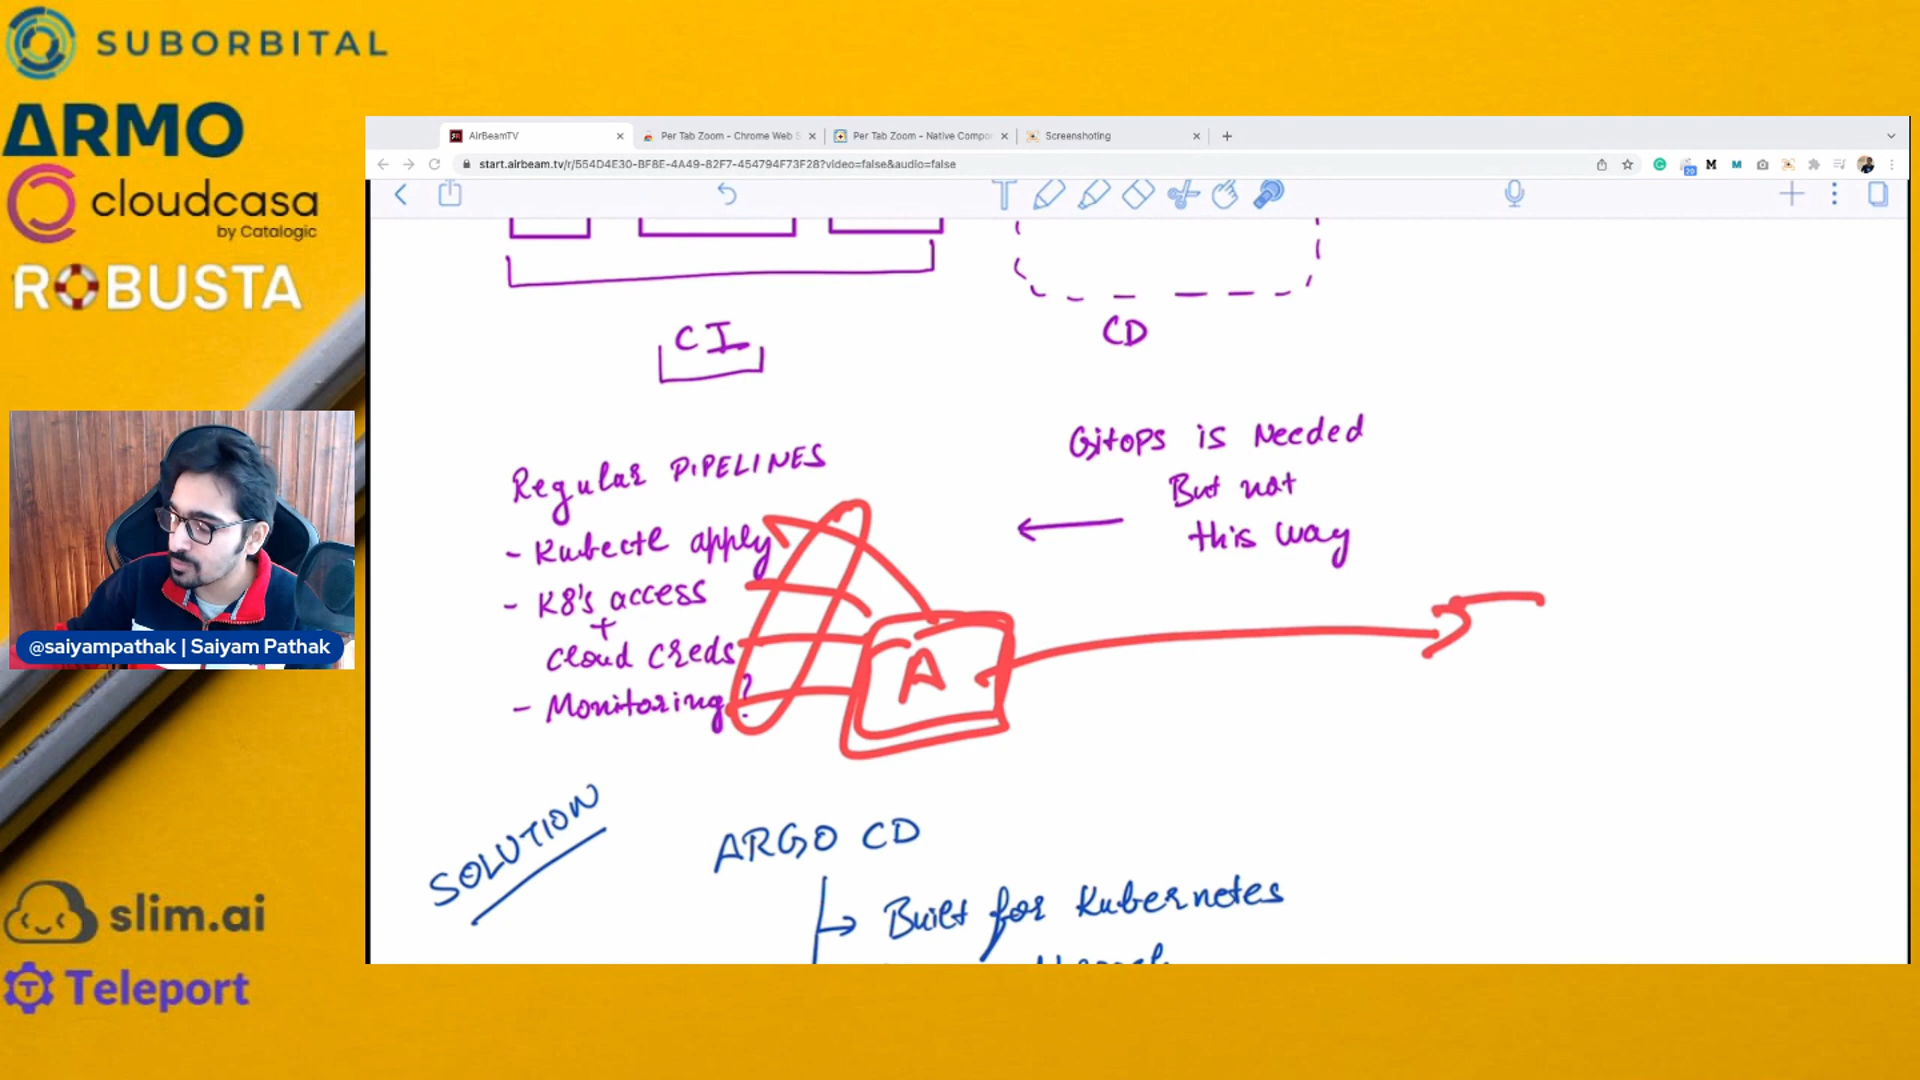 SUBORBITAL
ARMO
cloudcasa
by Catalogic
ROBUSTA
@saiyampathak | Saiyam Pathak
slim.ai
Teleport
AirBeamTV
Per Tab Zoom - Chrome Web S
Per Tab Zoom - Native Compo
Screenshoting
start.airbeam.tv/r/554D4E30-BF8E-4A49-82F7-454794F73F28?video=false&audio=false
CI
CD
Regular PIPELINES
- Kubectl apply
- K8's access
+
cloud creds
- Monitoring?
A
Gitops is Needed
But not
this way
SOLUTION
ARGO CD
Built for Kubernetes